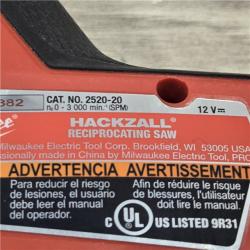 382
CAT. NO. 2520-20
n₀ 0 - 3 000 min⁻¹ (SPM)
12 V
HACKZALL
RECIPROCATING SAW
Milwaukee Electric Tool Corp. Brookfield, WI 53005 USA
made in China by Milwaukee Electric Tool
ADVERTENCIA AVERTISSEMENT
Para reducir el riesgo
de lesiones, el usuario
debe leer el manual
del operador.
Afin de réduire le risque
de blessures, l'utilisateur
doit lire le manuel
C UL US LISTED 9R31